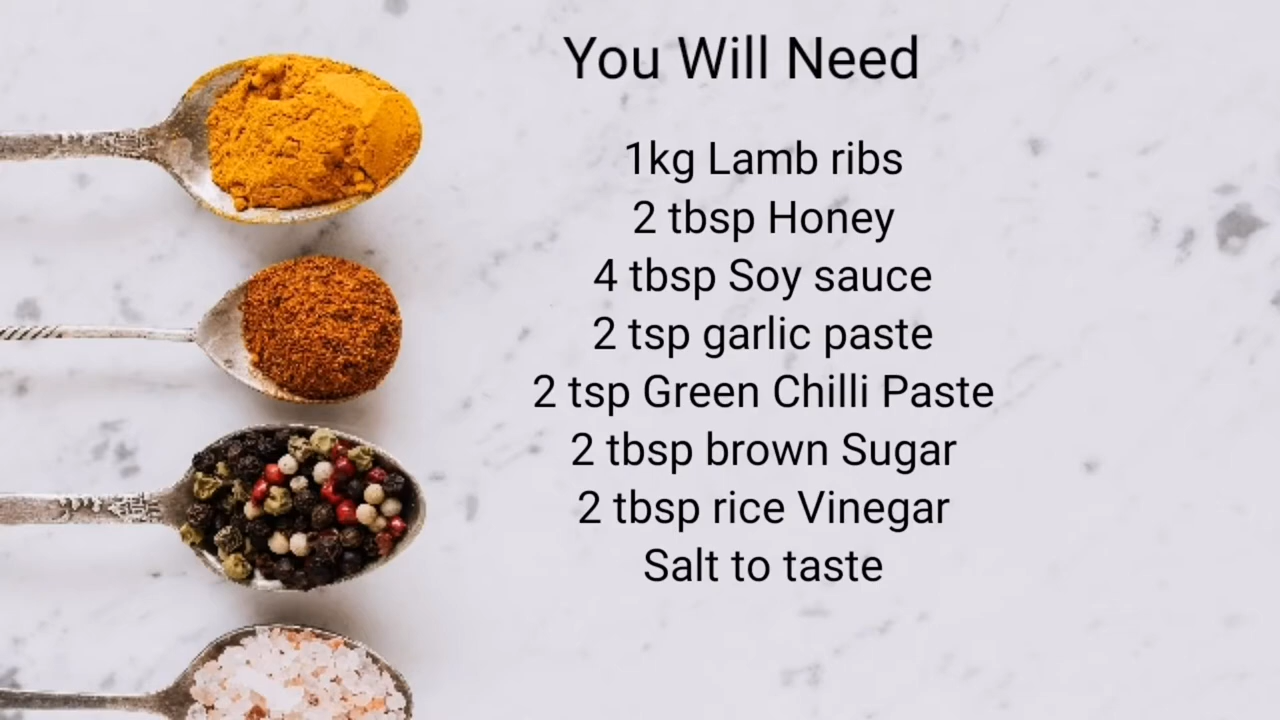 You Will Need
1kg Lamb ribs
2 tbsp Honey
4 tbsp Soy sauce
2 tsp garlic paste
2 tsp Green Chilli Paste
2 tbsp brown Sugar
2 tbsp rice Vinegar
Salt to taste